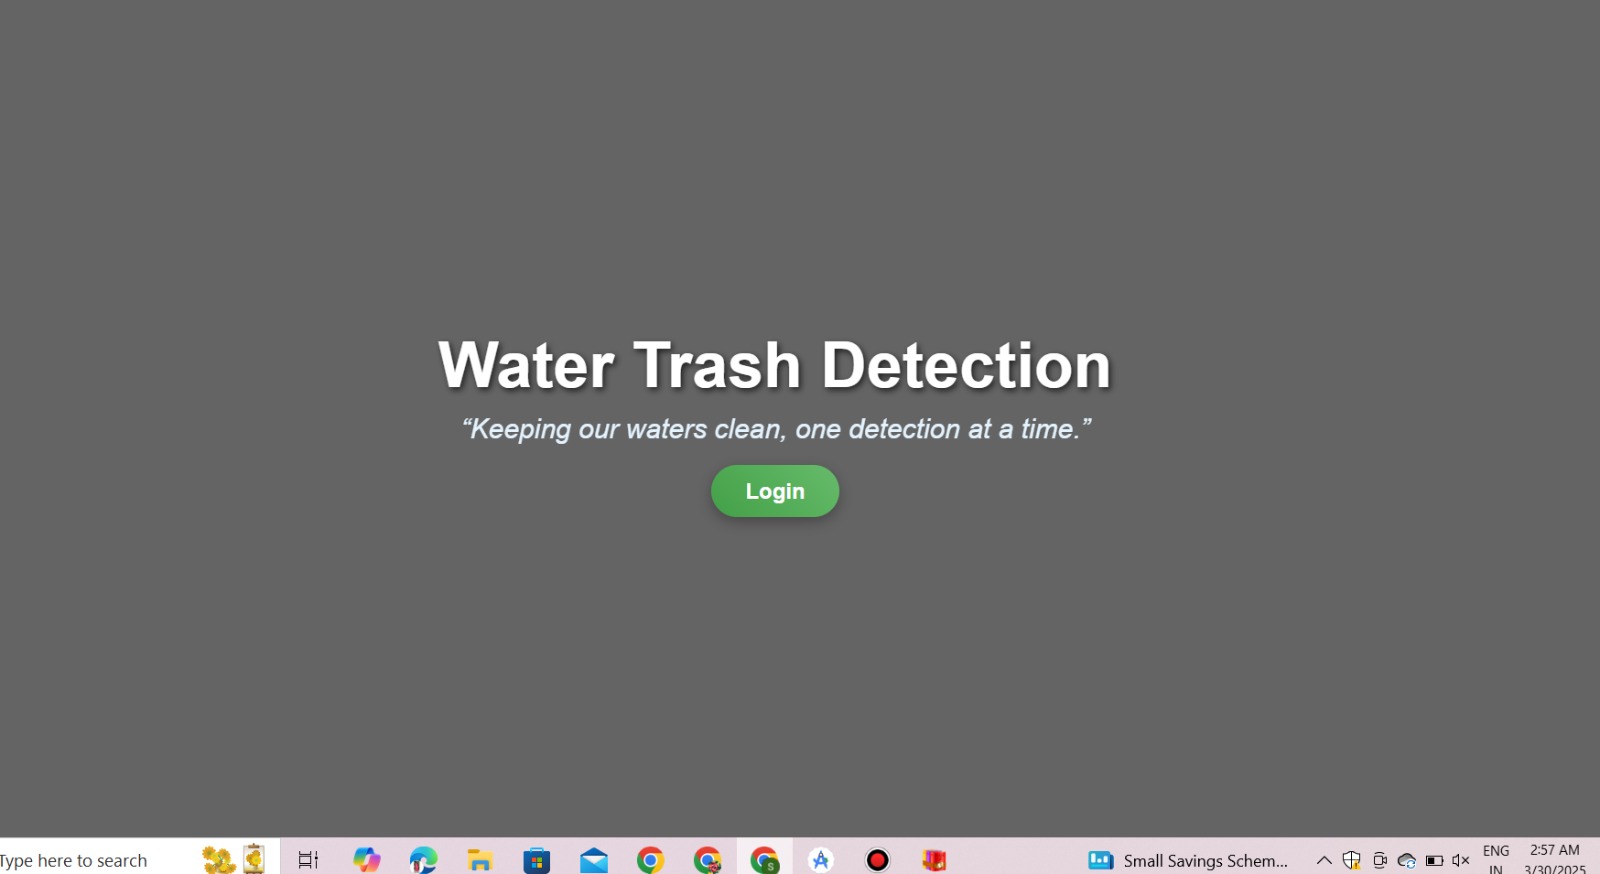 Water Trash Detection
“Keeping our waters clean, one detection at a time.”
Login
Type here to search
S
Small Savings Schem...
ENG
IN
2:57 AM
3/30/2025